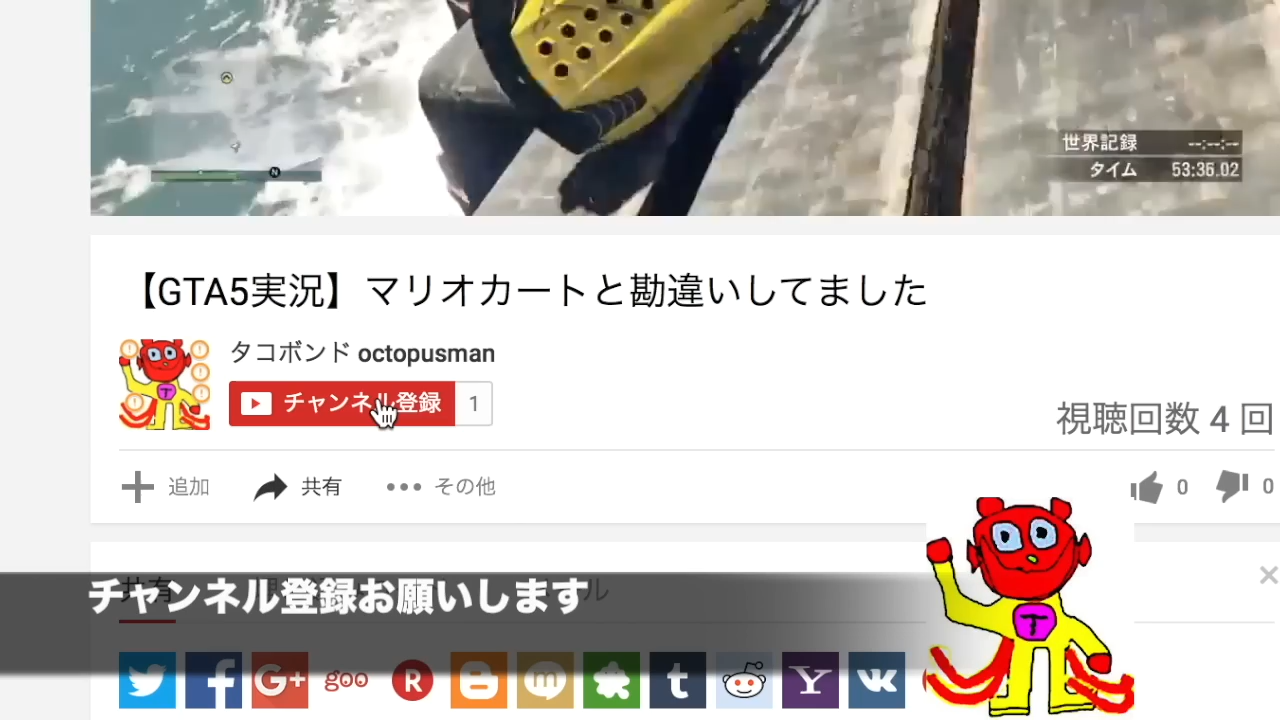 世界記録 --:--:--
タイム 53:36.02
N
【GTA5実況】マリオカートと勘違いしてました
タコボンド octopusman
チャンネル登録 1
視聴回数 4 回
追加 共有 その他
0 0
共有
チャンネル登録お願いします
G+ goo R m t Y
T